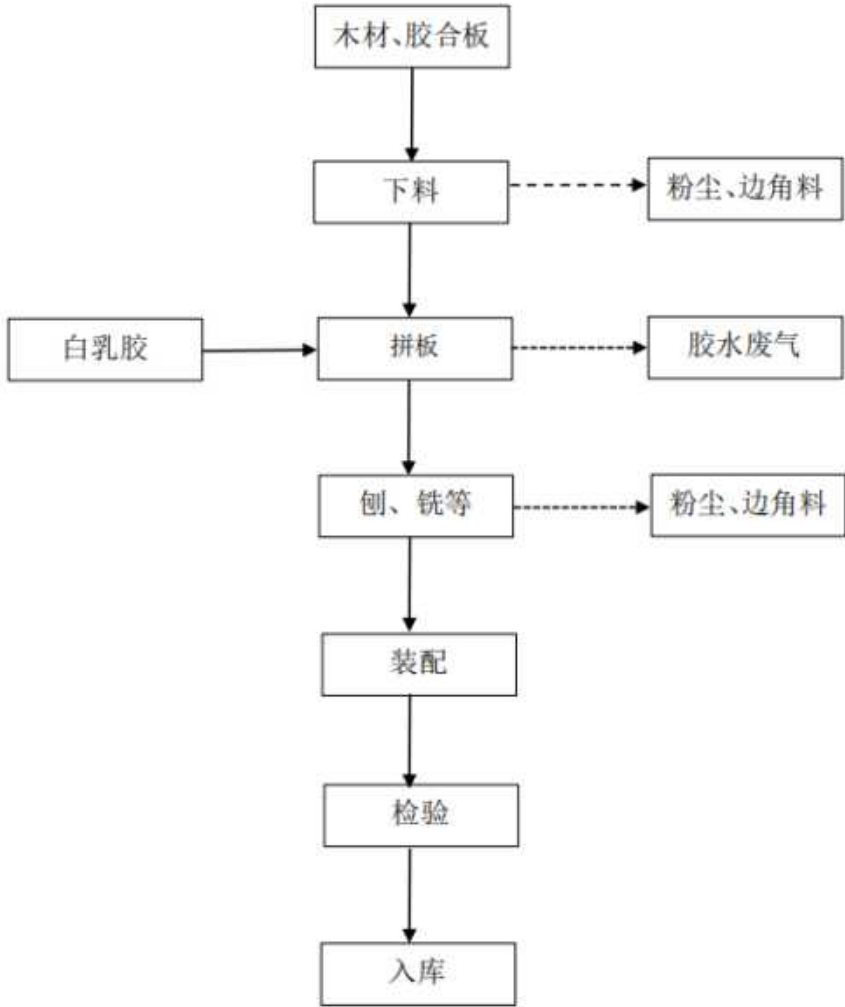 木材、胶合板
下料
粉尘、边角料
白乳胶
拼板
胶水废气
刨、铣等
粉尘、边角料
装配
检验
入库